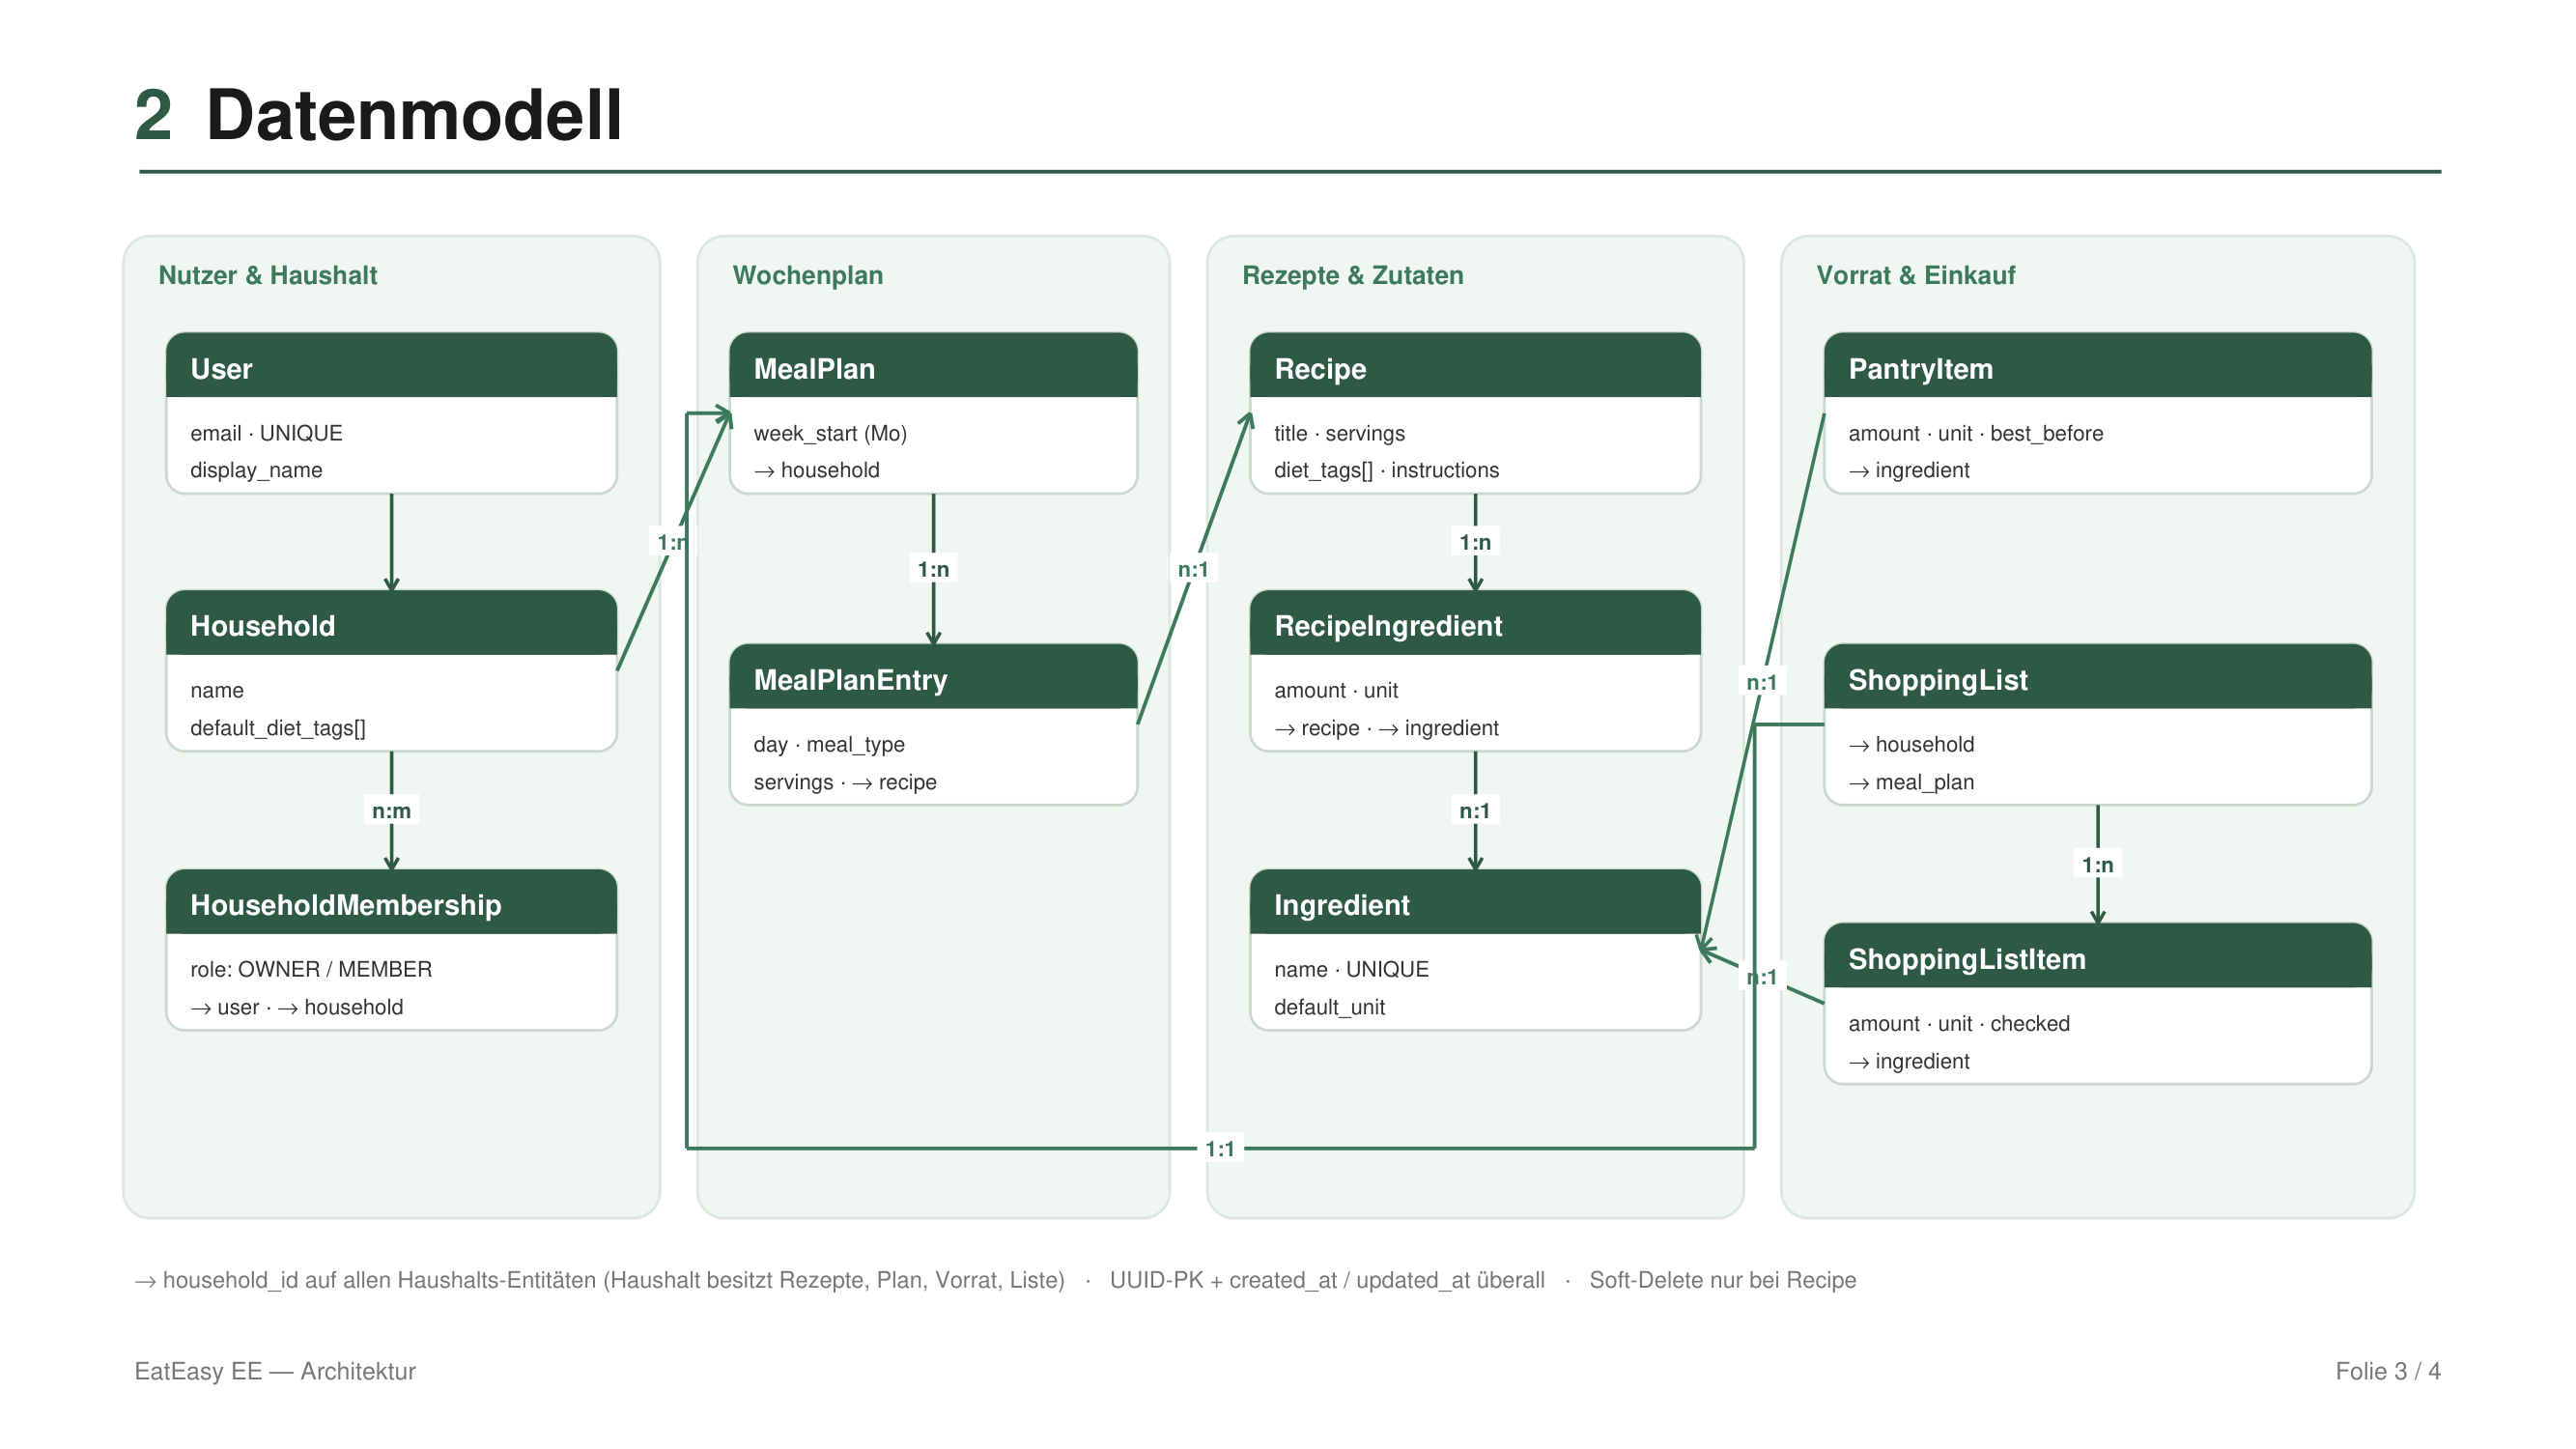 2 Datenmodell
Nutzer & Haushalt
User
email · UNIQUE
display_name
Household
name
default_diet_tags[]
n:m
HouseholdMembership
role: OWNER / MEMBER
→ user · → household
1:n
Wochenplan
MealPlan
week_start (Mo)
→ household
1:n
MealPlanEntry
day · meal_type
servings · → recipe
n:1
Rezepte & Zutaten
Recipe
title · servings
diet_tags[] · instructions
1:n
RecipeIngredient
amount · unit
→ recipe · → ingredient
n:1
Ingredient
name · UNIQUE
default_unit
n:1
n:1
1:1
Vorrat & Einkauf
PantryItem
amount · unit · best_before
→ ingredient
ShoppingList
→ household
→ meal_plan
1:n
ShoppingListItem
amount · unit · checked
→ ingredient
→ household_id auf allen Haushalts-Entitäten (Haushalt besitzt Rezepte, Plan, Vorrat, Liste) · UUID-PK + created_at / updated_at überall · Soft-Delete nur bei Recipe
EatEasy EE — Architektur
Folie 3 / 4